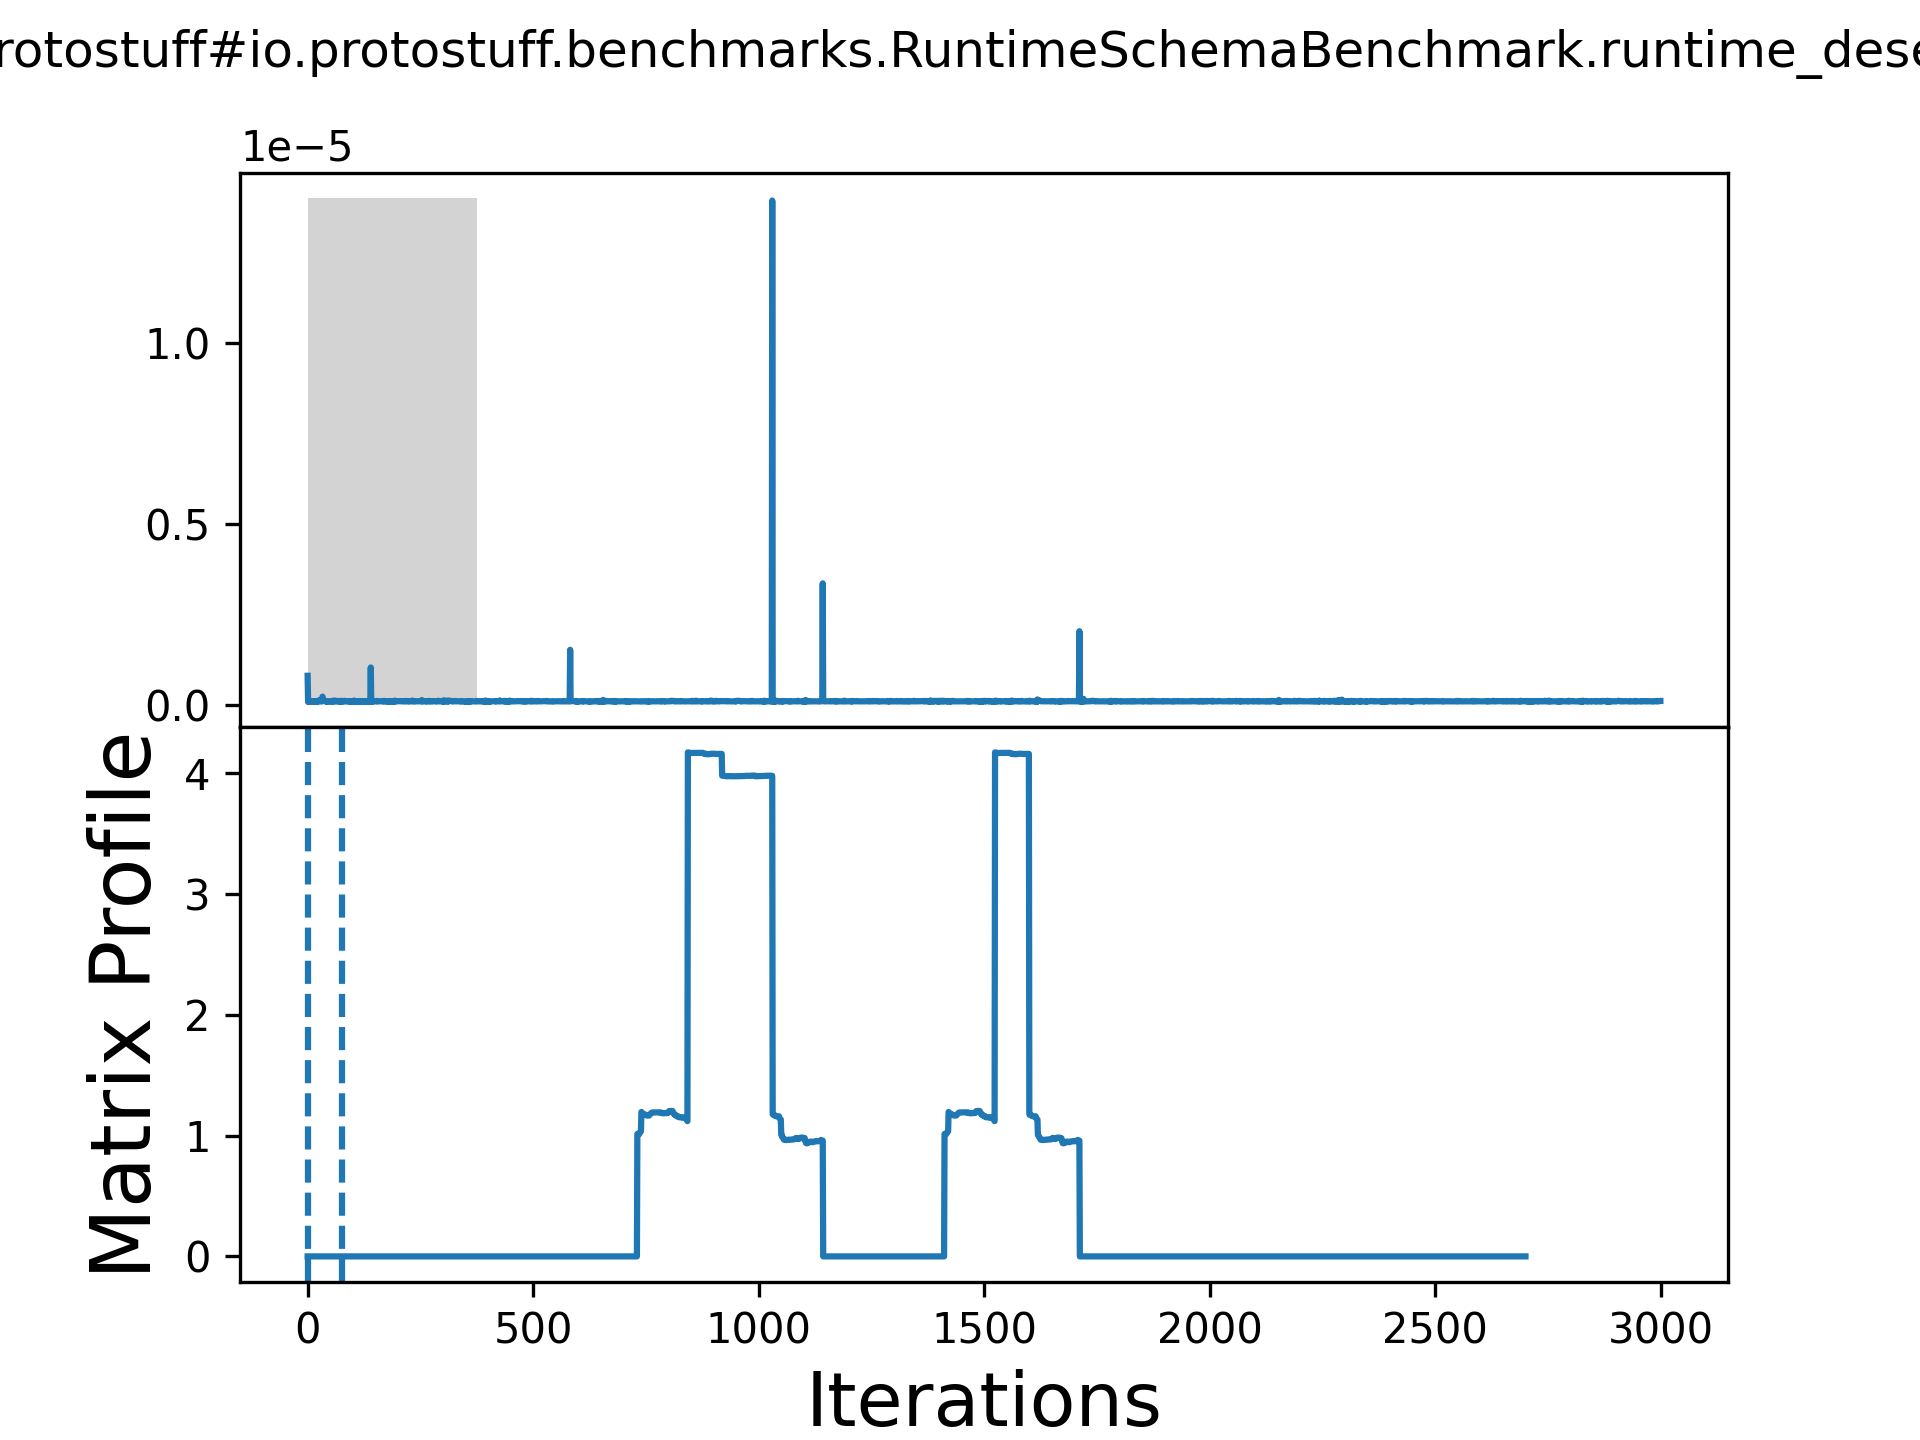 rotostuff#io.protostuff.benchmarks.RuntimeSchemaBenchmark.runtime_dese
1e−5
1.0
0.5
0.0
Matrix Profile
4
3
2
1
0
0 500 1000 1500 2000 2500 3000
Iterations